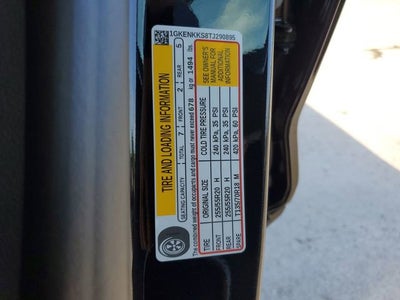 1GKENKKS8TJ290895
TIRE AND LOADING INFORMATION
SEATING CAPACITY TOTAL 7 FRONT 2 REAR 5
The combined weight of occupants and cargo must never exceed 678 kg or 1494 lbs.
TIRE ORIGINAL SIZE COLD TIRE PRESSURE
FRONT 255/55R20 H 240 kPa, 35 PSI
REAR 255/55R20 H 240 kPa, 35 PSI
SPARE T135/70R18 M 420 kPa, 60 PSI
SEE OWNER'S
MANUAL FOR
ADDITIONAL
INFORMATION